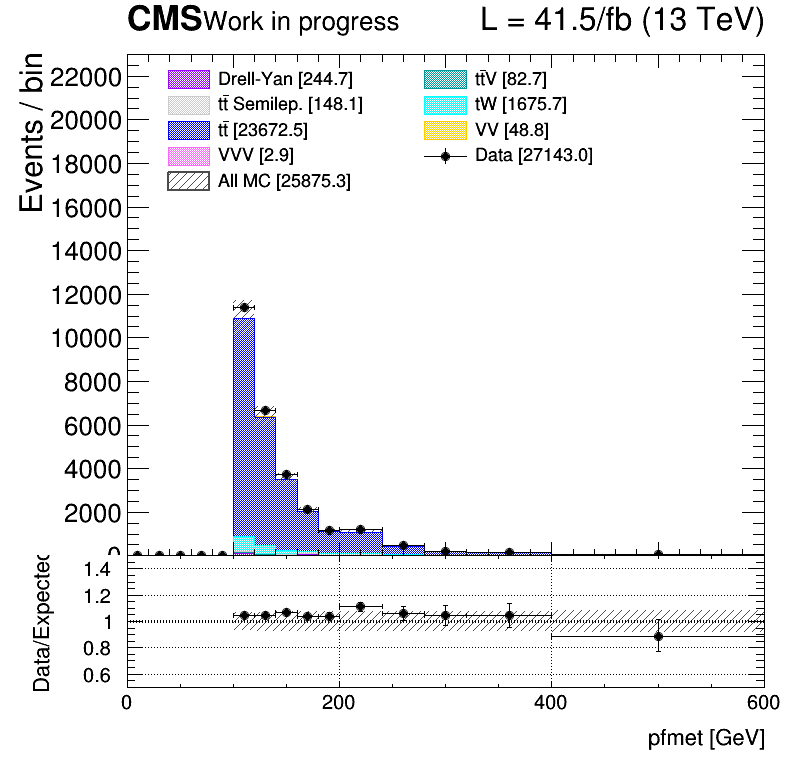 CMS Work in progress L = 41.5/fb (13 TeV)
Events / bin
22000
20000
18000
16000
14000
12000
10000
8000
6000
4000
2000
0
Drell-Yan [244.7]
tt̄ Semilep. [148.1]
tt̄ [23672.5]
VVV [2.9]
All MC [25875.3]
tt̄V [82.7]
tW [1675.7]
VV [48.8]
Data [27143.0]
Data/Expected
1.4
1.2
1
0.8
0.6
0 200 400 600
pfmet [GeV]